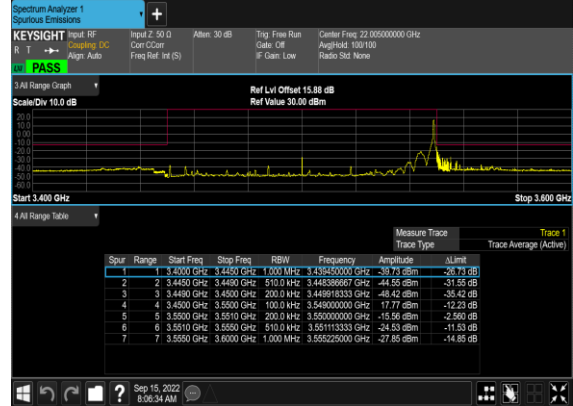 Spectrum Analyzer 1
Spurious Emissions
KEYSIGHT Input: RF Input Z: 50 Ω Atten: 30 dB Trig: Free Run Center Freq: 22.005000000 GHz
R T Coupling: DC Corr CCorr Gate: Off Avg|Hold: 100/100
Align: Auto Freq Ref: Int (S) IF Gain: Low Radio Std: None
PASS
3 All Range Graph
Ref Lvl Offset 15.88 dB
Scale/Div 10.0 dB Ref Value 30.00 dBm
20.0
10.0
0.00
-10.0
-20.0
-30.0
-40.0
-50.0
-60.0
Start 3.400 GHz Stop 3.600 GHz
4 All Range Table
Measure Trace Trace 1
Trace Type Trace Average (Active)
Spur Range Start Freq Stop Freq RBW Frequency Amplitude ΔLimit
1 1 3.4000 GHz 3.4450 GHz 1.000 MHz 3.439450000 GHz -39.73 dBm -26.73 dB
2 2 3.4450 GHz 3.4490 GHz 510.0 kHz 3.448386667 GHz -44.55 dBm -31.55 dB
3 3 3.4490 GHz 3.4500 GHz 200.0 kHz 3.449918333 GHz -48.42 dBm -35.42 dB
4 4 3.4500 GHz 3.5500 GHz 100.0 kHz 3.549000000 GHz 17.77 dBm -12.23 dB
5 5 3.5500 GHz 3.5510 GHz 200.0 kHz 3.550000000 GHz -15.56 dBm -2.560 dB
6 6 3.5510 GHz 3.5550 GHz 510.0 kHz 3.551113333 GHz -24.53 dBm -11.53 dB
7 7 3.5550 GHz 3.6000 GHz 1.000 MHz 3.555225000 GHz -27.85 dBm -14.85 dB
? Sep 15, 2022
8:06:34 AM